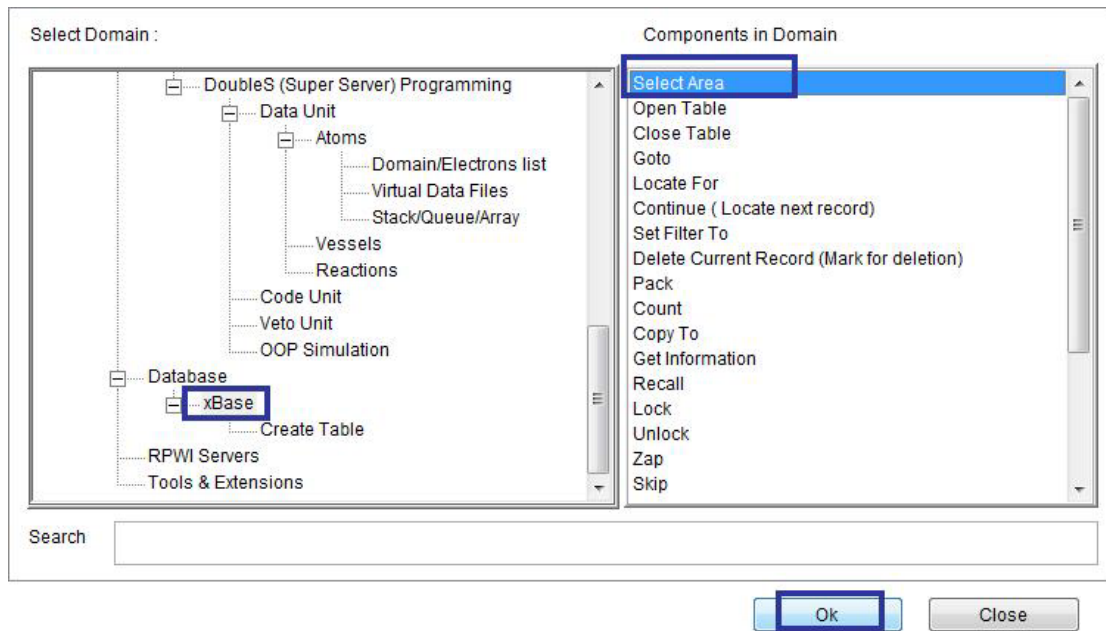 Select Domain :
Components in Domain
DoubleS (Super Server) Programming
Data Unit
Atoms
Domain/Electrons list
Virtual Data Files
Stack/Queue/Array
Vessels
Reactions
Code Unit
Veto Unit
OOP Simulation
Database
xBase
Create Table
RPWI Servers
Tools & Extensions
Select Area
Open Table
Close Table
Goto
Locate For
Continue ( Locate next record)
Set Filter To
Delete Current Record (Mark for deletion)
Pack
Count
Copy To
Get Information
Recall
Lock
Unlock
Zap
Skip
Search
Ok
Close